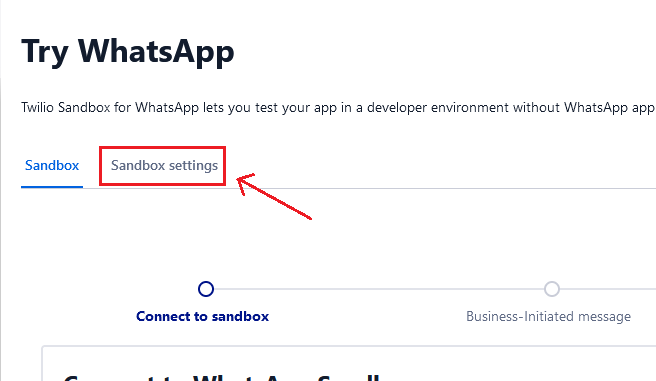 Try WhatsApp
Twilio Sandbox for WhatsApp lets you test your app in a developer environment without WhatsApp app
Sandbox
Sandbox settings
Connect to sandbox
Business-Initiated message